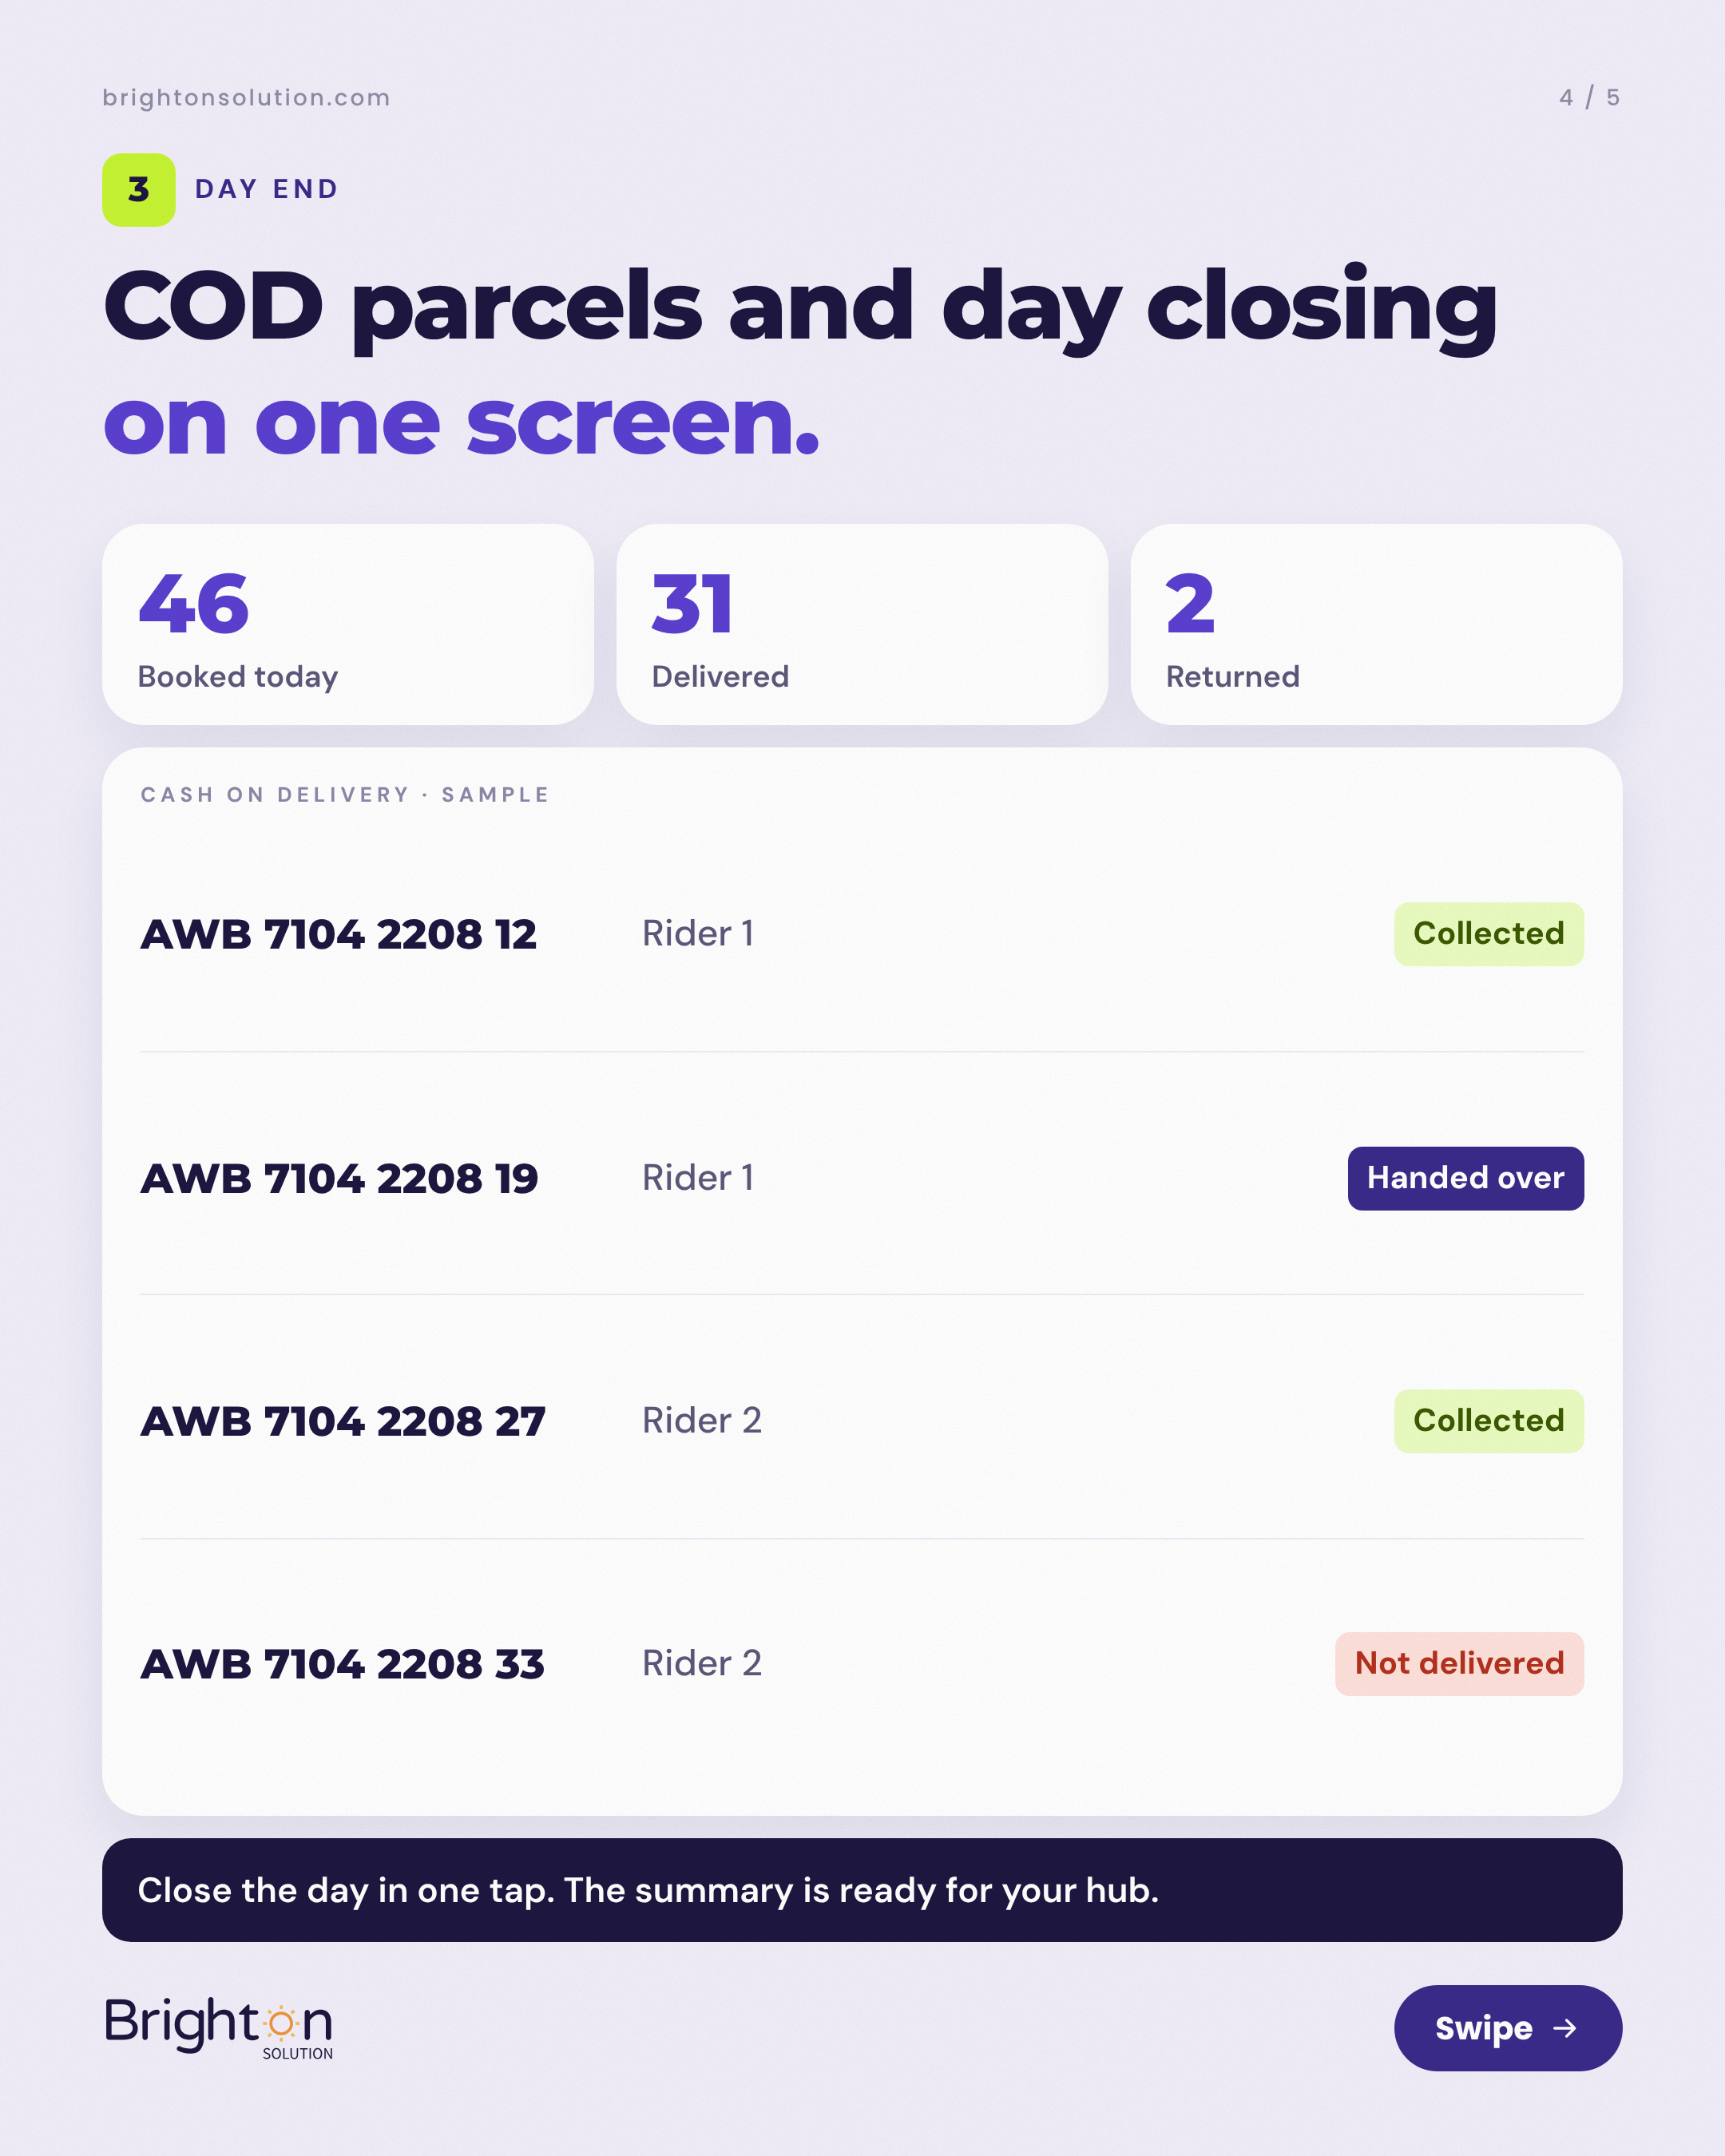 brightonsolution.com
4 / 5
3
DAY END
COD parcels and day closing
on one screen.
46
Booked today
31
Delivered
2
Returned
CASH ON DELIVERY · SAMPLE
AWB 7104 2208 12 Rider 1 Collected
AWB 7104 2208 19 Rider 1 Handed over
AWB 7104 2208 27 Rider 2 Collected
AWB 7104 2208 33 Rider 2 Not delivered
Close the day in one tap. The summary is ready for your hub.
Brighton
SOLUTION
Swipe →